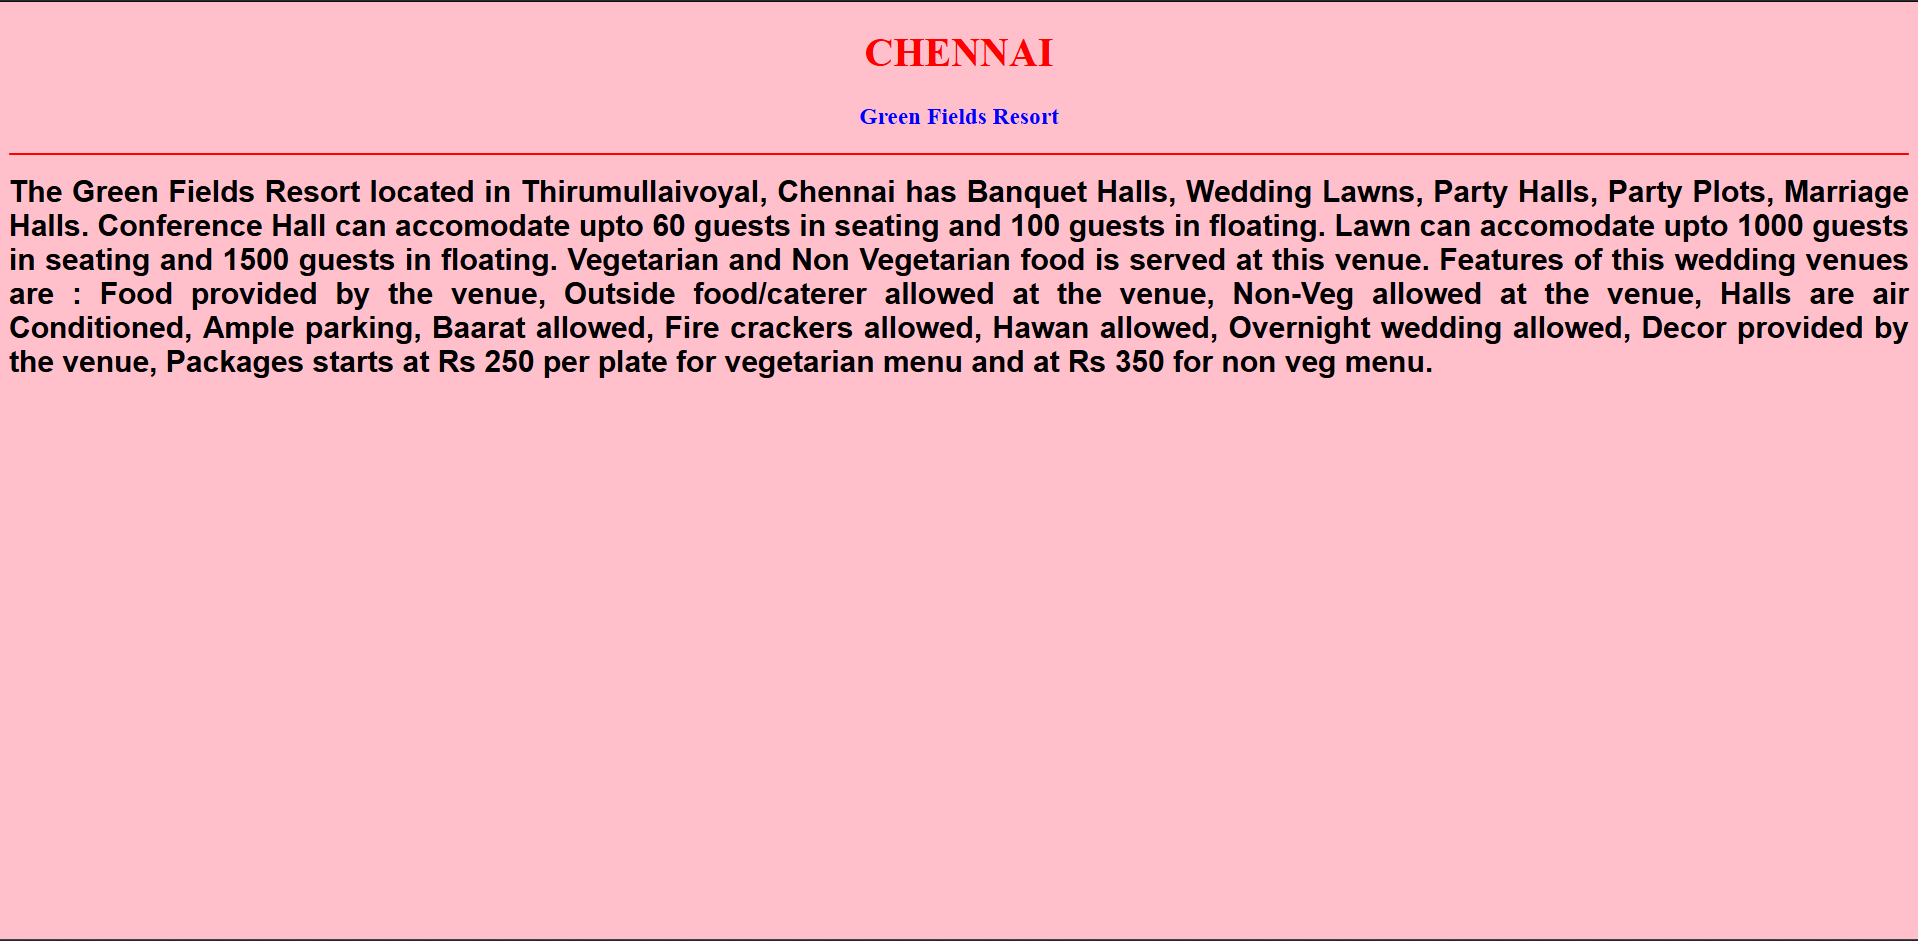 CHENNAI
Green Fields Resort
The Green Fields Resort located in Thirumullaivoyal, Chennai has Banquet Halls, Wedding Lawns, Party Halls, Party Plots, Marriage
Halls. Conference Hall can accomodate upto 60 guests in seating and 100 guests in floating. Lawn can accomodate upto 1000 guests
in seating and 1500 guests in floating. Vegetarian and Non Vegetarian food is served at this venue. Features of this wedding venues
are : Food provided by the venue, Outside food/caterer allowed at the venue, Non-Veg allowed at the venue, Halls are air
Conditioned, Ample parking, Baarat allowed, Fire crackers allowed, Hawan allowed, Overnight wedding allowed, Decor provided by
the venue, Packages starts at Rs 250 per plate for vegetarian menu and at Rs 350 for non veg menu.